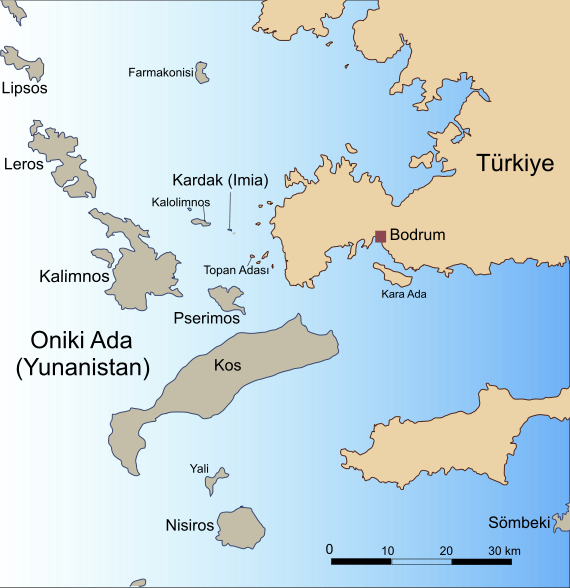 Farmakonisi
Lipsos
Leros
Türkiye
Kardak (Imia)
Kalolimnos
Bodrum
Topan Adası
Kalimnos
Kara Ada
Pserimos
Oniki Ada
(Yunanistan)
Kos
Yali
Nisiros
Sömbeki
0 10 20 30 km